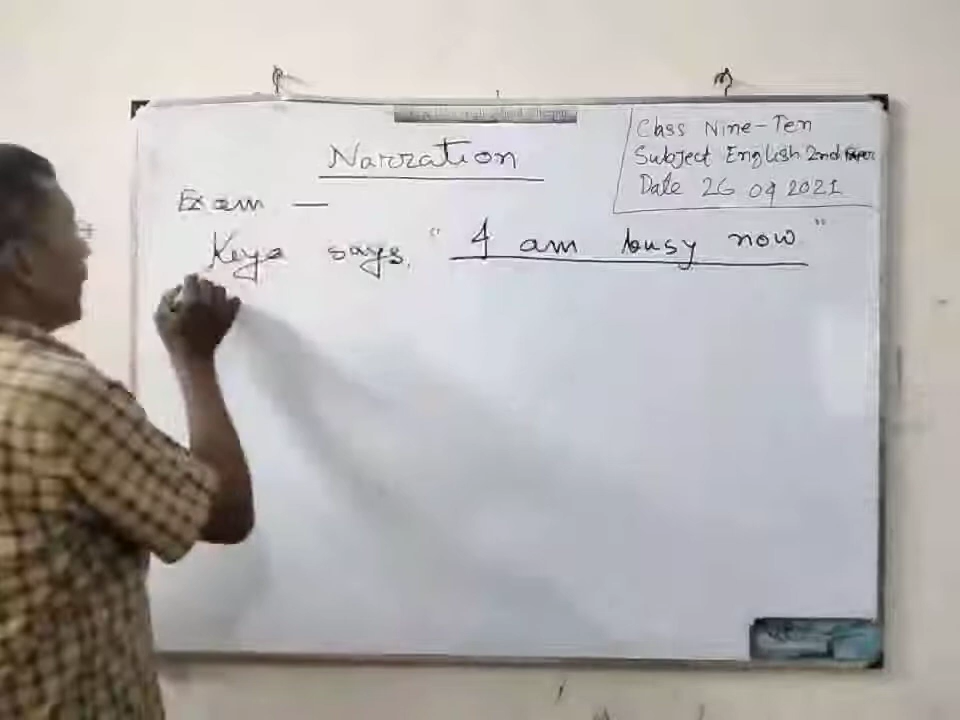 Narration
Class Nine-Ten
Subject English 2nd Paper
Date 26 09 2021
Exam —
Keya says, "I am busy now"